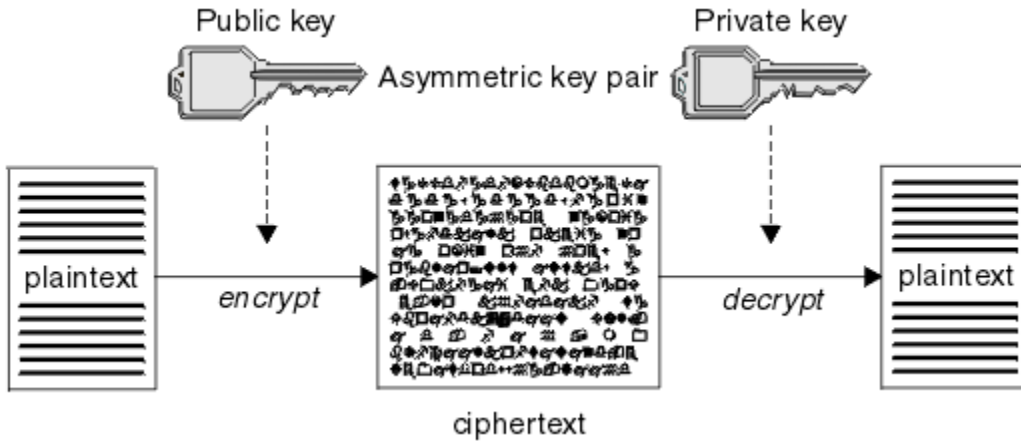 Public key
Private key
Asymmetric key pair
plaintext
encrypt
decrypt
plaintext
ciphertext